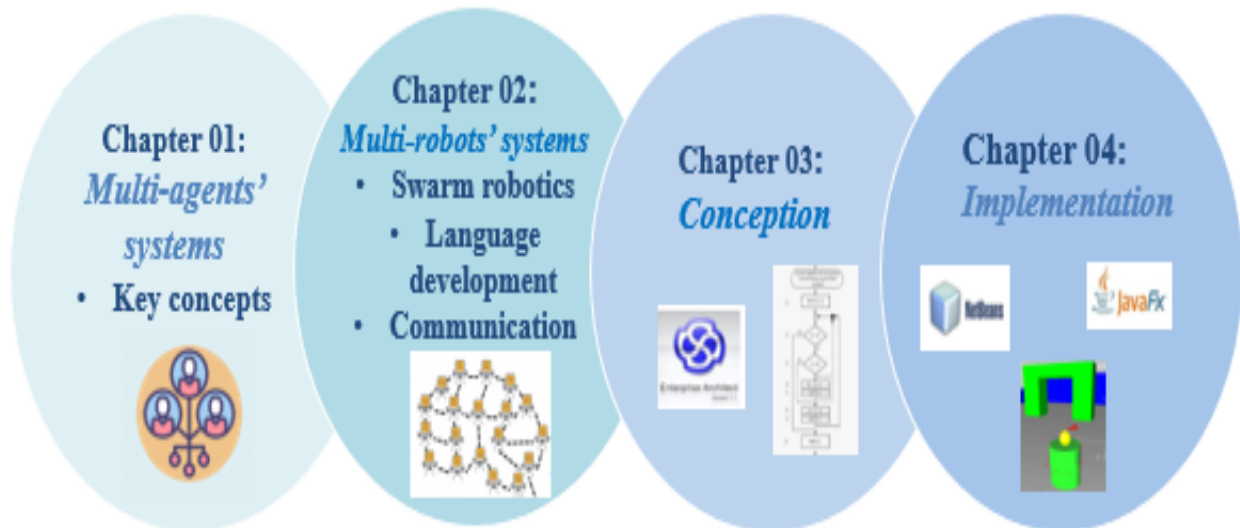 Chapter 01:
Multi-agents'
systems
• Key concepts
Chapter 02:
Multi-robots' systems
• Swarm robotics
• Language
development
• Communication
Chapter 03:
Conception
Enterprise Architect
Chapter 04:
Implementation
NetBeans
JavaFx